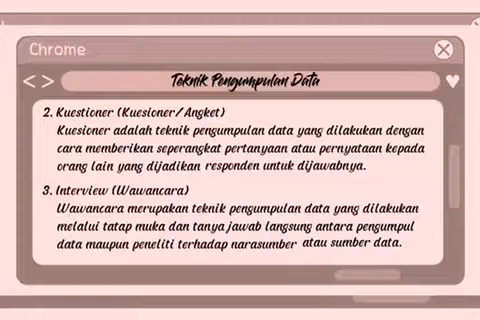 Chrome
Teknik Pengumpulan Data
2. Kuestioner (Kuesioner/Angket)
Kuesioner adalah teknik pengumpulan data yang dilakukan dengan
cara memberikan seperangkat pertanyaan atau pernyataan kepada
orang lain yang dijadikan responden untuk dijawabnya.
3. Interview (Wawancara)
Wawancara merupakan teknik pengumpulan data yang dilakukan
melalui tatap muka dan tanya jawab langsung antara pengumpul
data maupun peneliti terhadap narasumber atau sumber data.